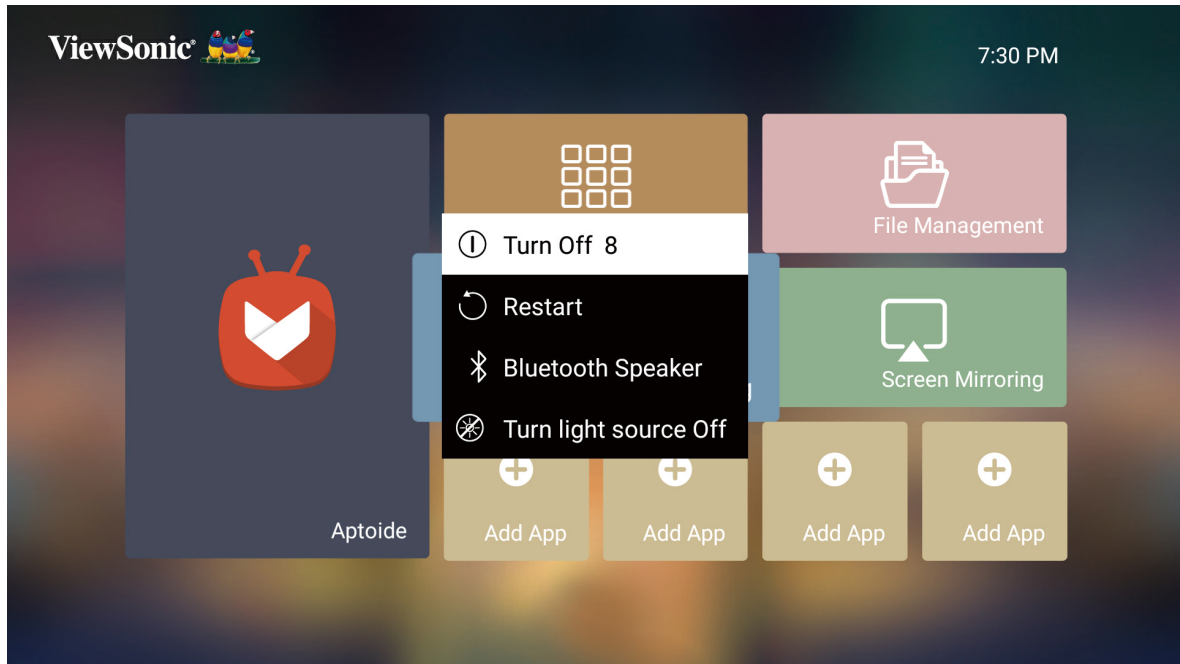 ViewSonic®
7:30 PM
File Management
Turn Off 8
Restart
Bluetooth Speaker
Screen Mirroring
Turn light source Off
Aptoide
Add App
Add App
Add App
Add App